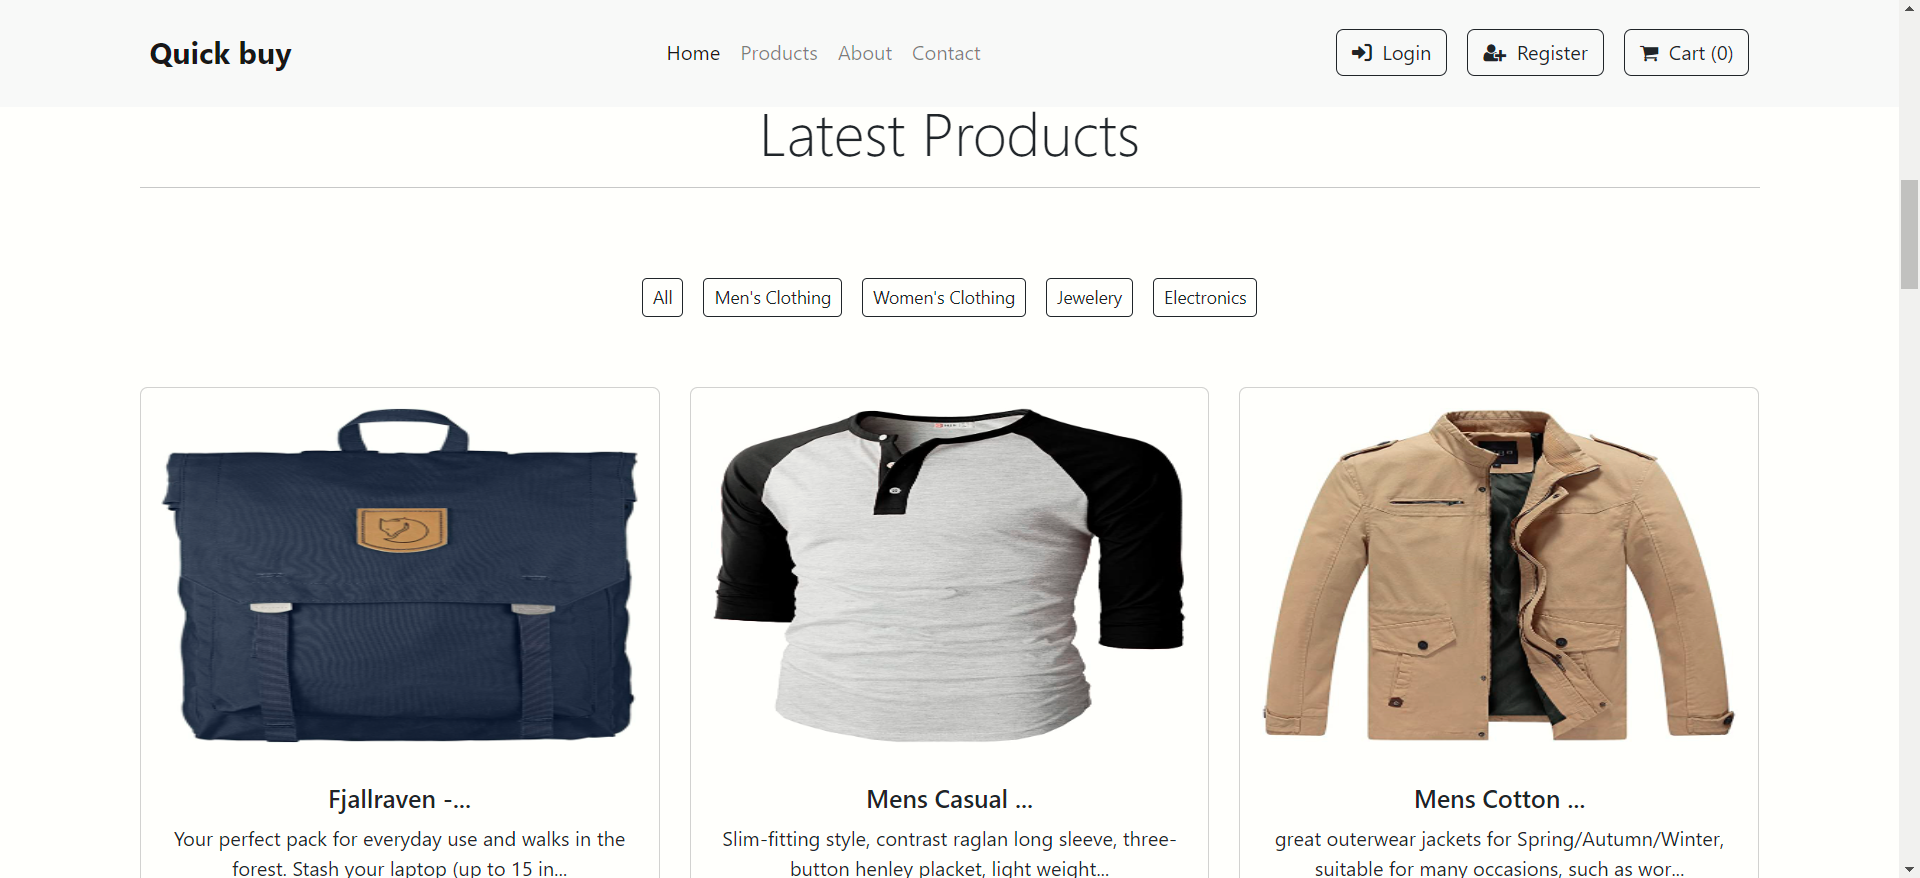 Quick buy
Home Products About Contact
Login Register Cart (0)
Latest Products
All Men's Clothing Women's Clothing Jewelery Electronics
Fjallraven -...
Your perfect pack for everyday use and walks in the
forest. Stash your laptop (up to 15 in...
Mens Casual ...
Slim-fitting style, contrast raglan long sleeve, three-
button henley placket, light weight...
Mens Cotton ...
great outerwear jackets for Spring/Autumn/Winter,
suitable for many occasions, such as wor...